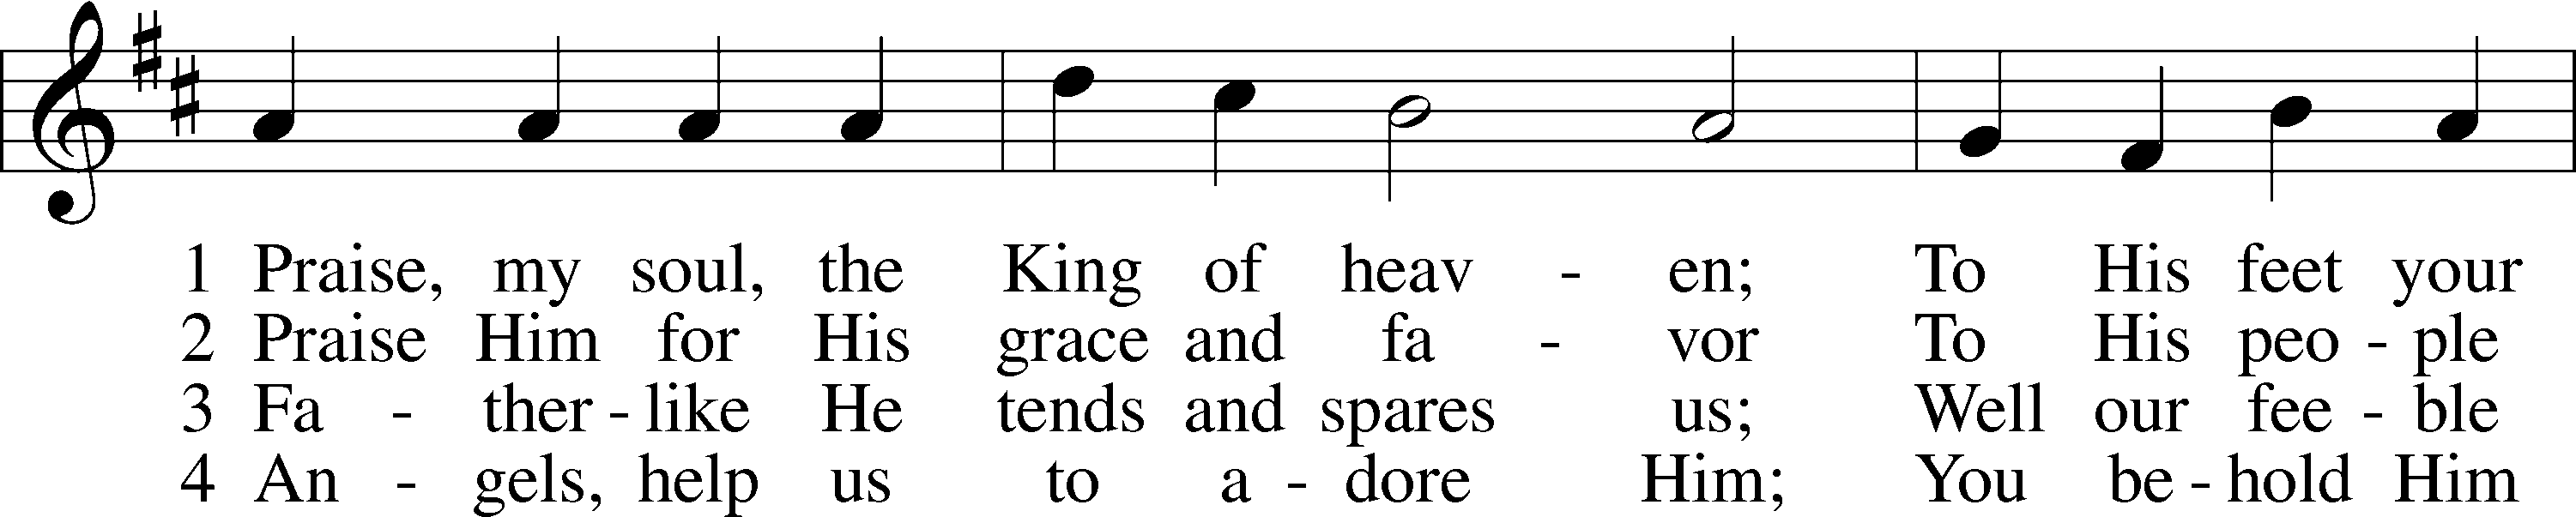 1 Praise, my soul, the King of heav - en; To His feet your
2 Praise Him for His grace and fa - vor To His peo - ple
3 Fa - ther - like He tends and spares us; Well our fee - ble
4 An - gels, help us to a - dore Him; You be - hold Him